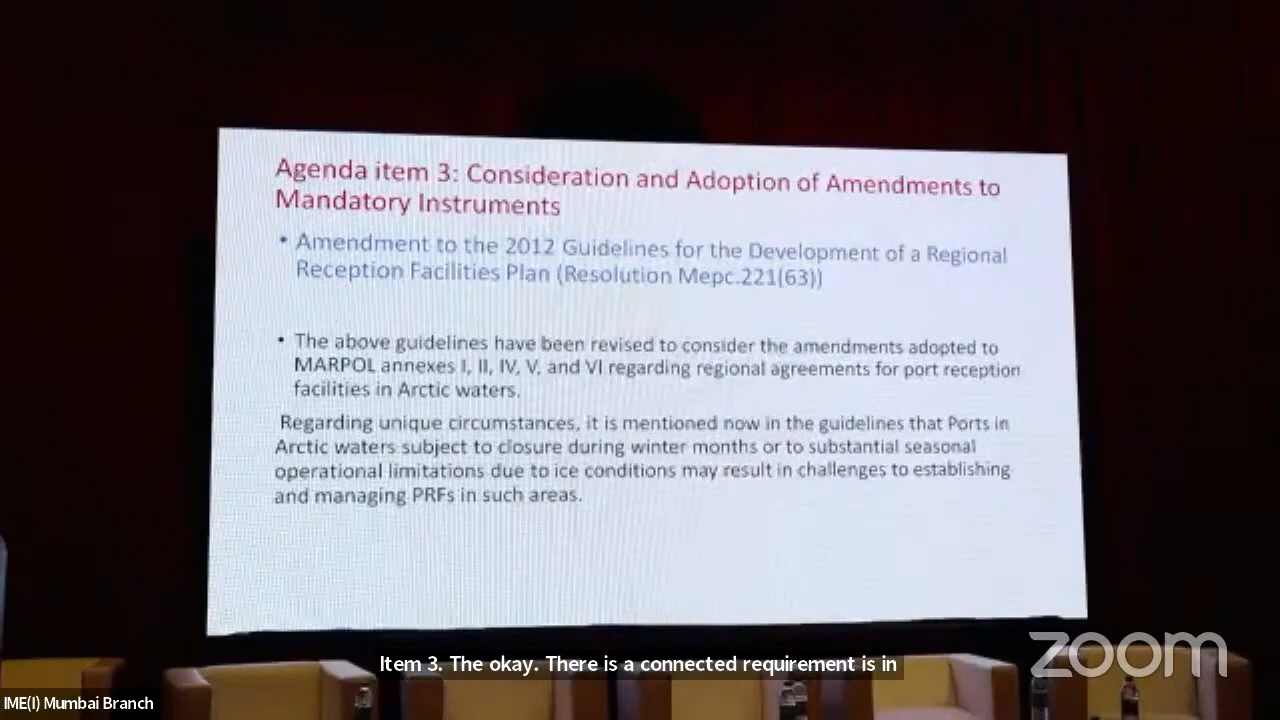 Agenda item 3: Consideration and Adoption of Amendments to
Mandatory Instruments
• Amendment to the 2012 Guidelines for the Development of a Regional
Reception Facilities Plan (Resolution Mepc.221(63))
• The above guidelines have been revised to consider the amendments adopted to
MARPOL annexes I, II, IV, V, and VI regarding regional agreements for port reception
facilities in Arctic waters.
Regarding unique circumstances, it is mentioned now in the guidelines that Ports in
Arctic waters subject to closure during winter months or to substantial seasonal
operational limitations due to ice conditions may result in challenges to establishing
and managing PRFs in such areas.
Item 3. The okay. There is a connected requirement is in
zoom
IME(I) Mumbai Branch